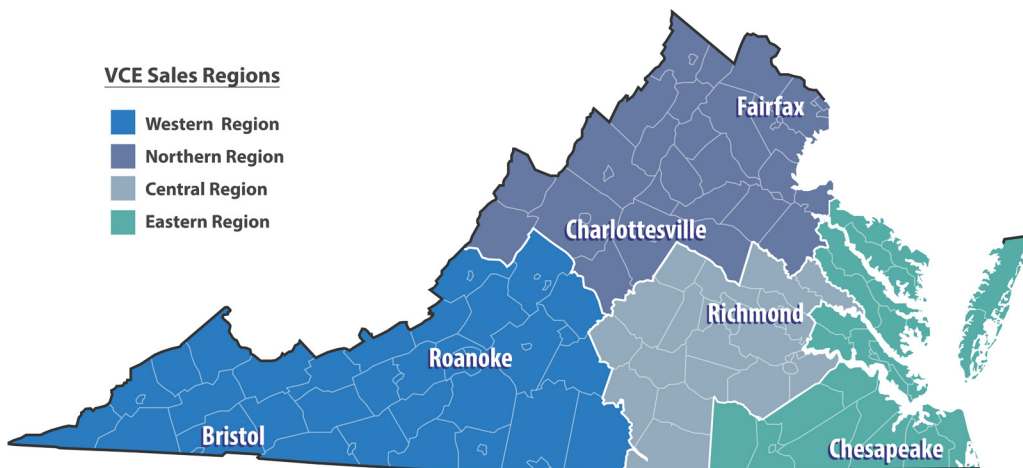 VCE Sales Regions
Western Region
Northern Region
Central Region
Eastern Region
Fairfax
Charlottesville
Richmond
Roanoke
Bristol
Chesapeake